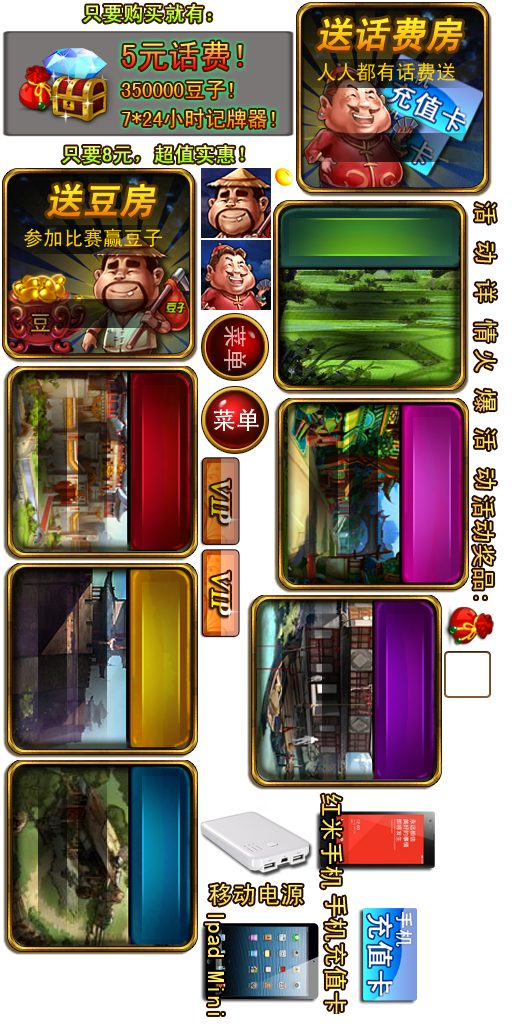 只要购买就有：
5元话费！
350000豆子！
7*24小时记牌器！
只要8元，超值实惠！
送话费房
人人都有话费送
充值卡
送豆房
参加比赛赢豆子
豆
豆子
菜单
菜单
VIP
VIP
活动详情
火爆活动
活动奖品：
移动电源
红米手机
Ipad Mini
手机充值卡
手机
充值卡